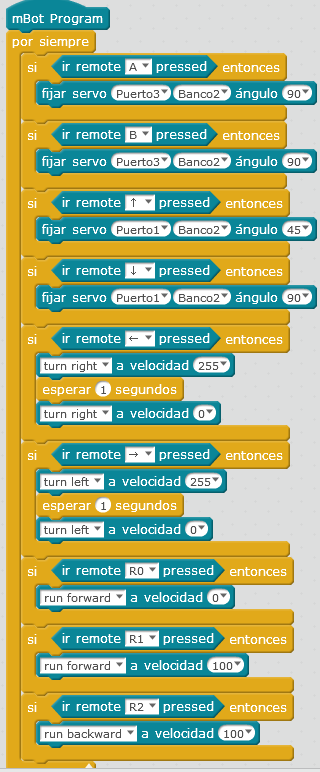 mBot Program
por siempre
si ir remote A pressed entonces
fijar servo Puerto3 Banco2 ángulo 90
si ir remote B pressed entonces
fijar servo Puerto3 Banco2 ángulo 90
si ir remote ↑ pressed entonces
fijar servo Puerto1 Banco2 ángulo 45
si ir remote ↓ pressed entonces
fijar servo Puerto1 Banco2 ángulo 90
si ir remote ← pressed entonces
turn right a velocidad 255
esperar 1 segundos
turn right a velocidad 0
si ir remote → pressed entonces
turn left a velocidad 255
esperar 1 segundos
turn left a velocidad 0
si ir remote R0 pressed entonces
run forward a velocidad 0
si ir remote R1 pressed entonces
run forward a velocidad 100
si ir remote R2 pressed entonces
run backward a velocidad 100